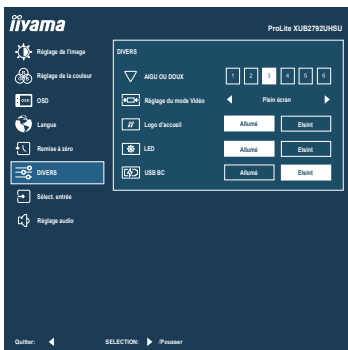 iiyama
ProLite XUB2792UHSU
Réglage de l'image
Réglage de la couleur
OSD
OSD
Langue
Remise à zéro
DIVERS
Sélect. entrée
Réglage audio
DIVERS
AIGU OU DOUX
1 2 3 4 5 6
Réglage du mode Vidéo
Plein écran
Logo d'accueil
Allumé Eteint
LED
Allumé Eteint
USB BC
Allumé Eteint
Quitter:
SELECTION: /Pousser